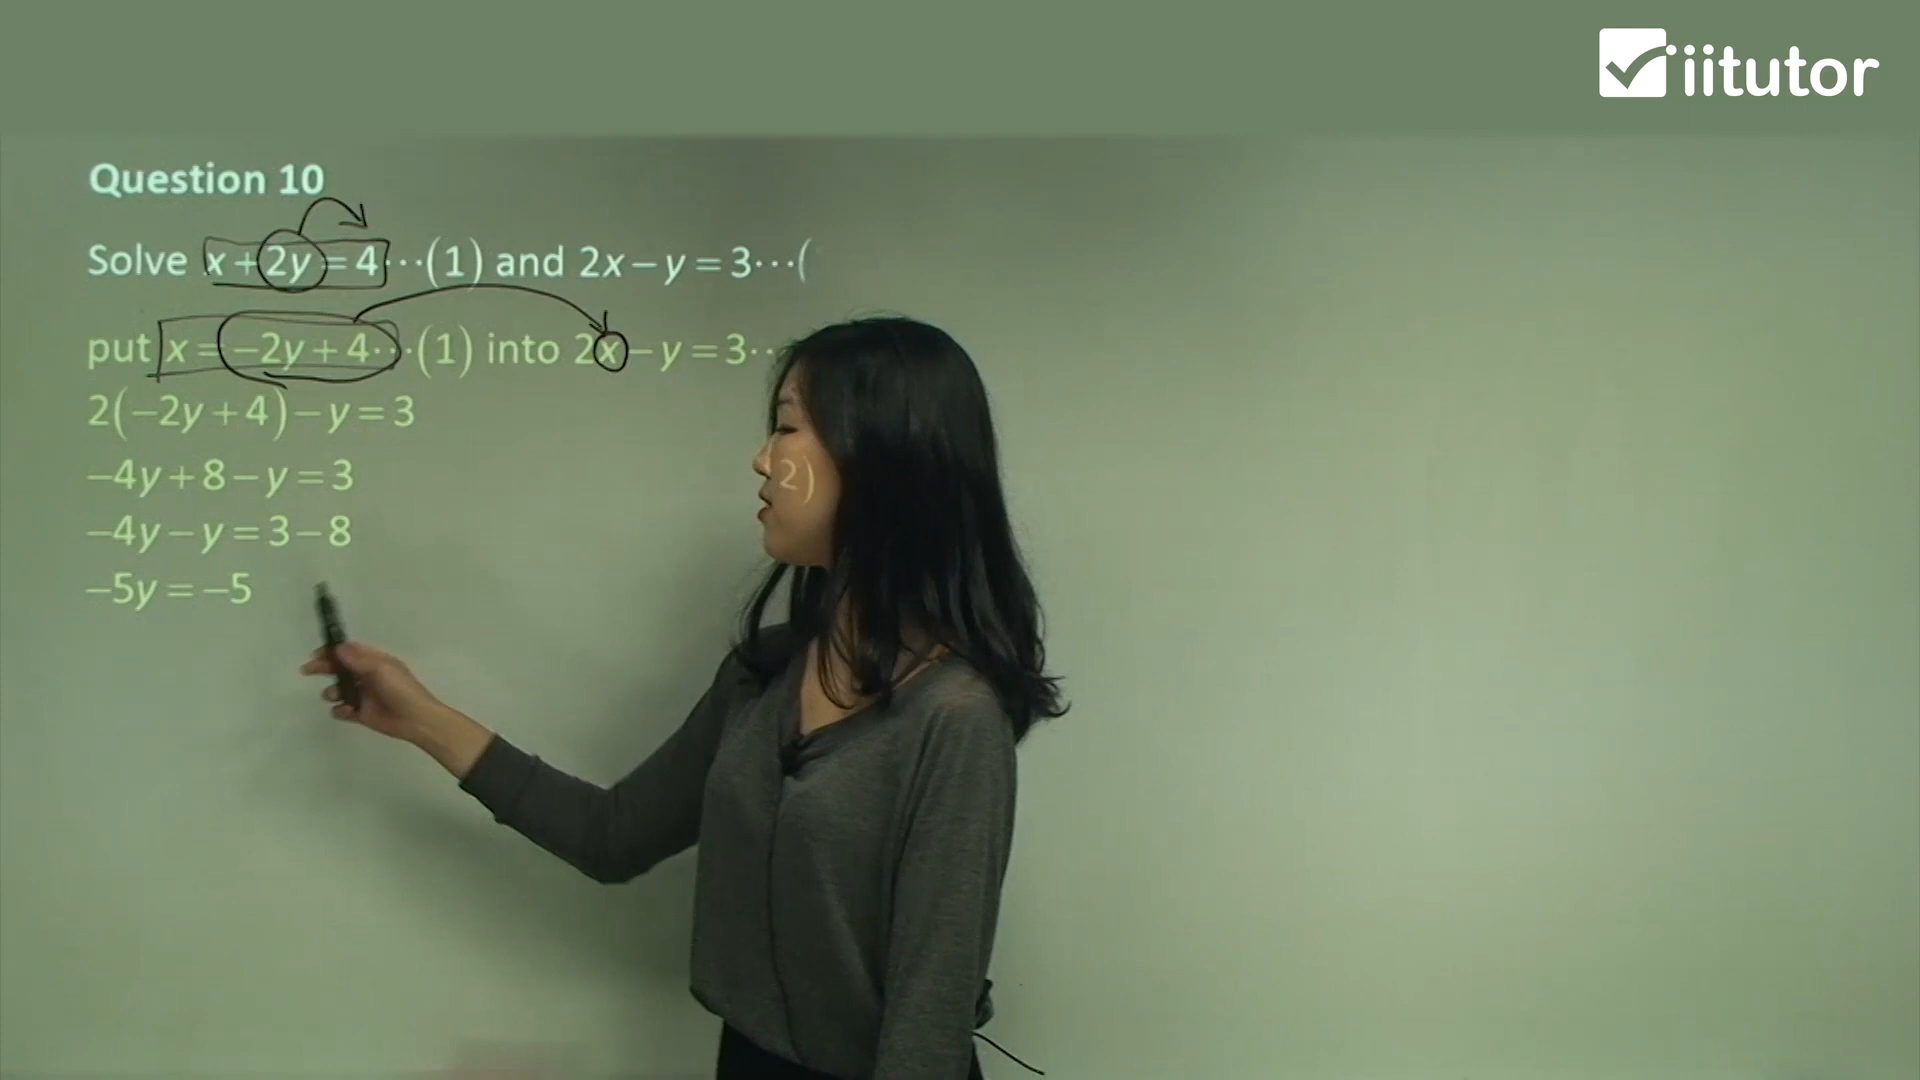 iitutor
Question 10
Solve x+2y=4⋯(1) and 2x−y=3⋯(
put x=−2y+4⋯(1) into 2x−y=3⋯
2(−2y+4)−y=3
2)
−4y+8−y=3
−4y−y=3−8
−5y=−5